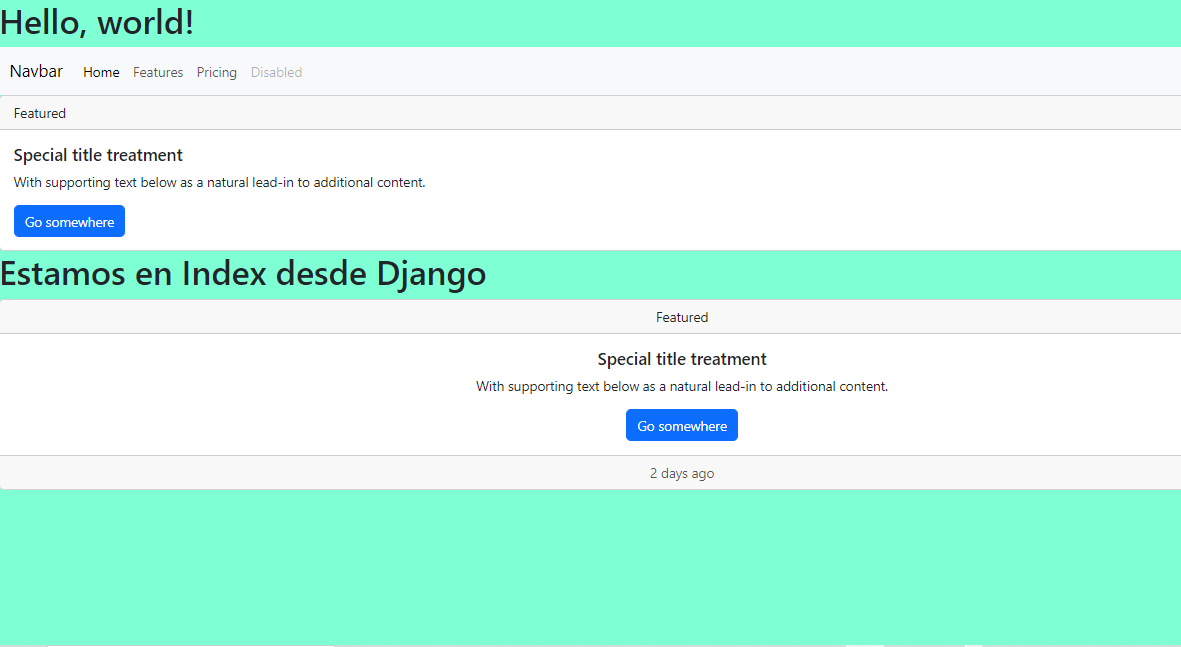 Hello, world!
Navbar Home Features Pricing Disabled
Featured
Special title treatment
With supporting text below as a natural lead-in to additional content.
Go somewhere
Estamos en Index desde Django
Featured
Special title treatment
With supporting text below as a natural lead-in to additional content.
Go somewhere
2 days ago